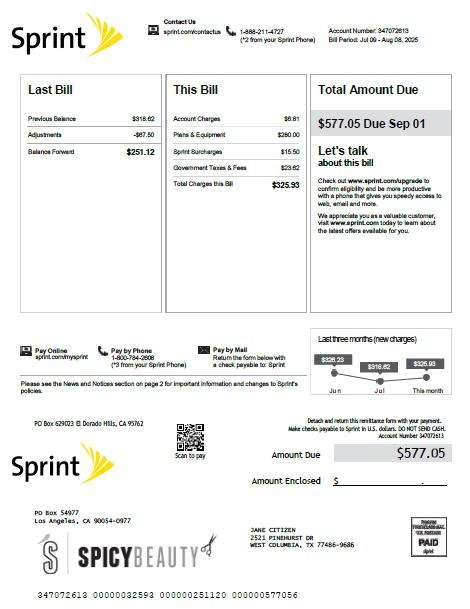 Sprint
Contact Us
sprint.com/contactus
1-888-211-4727
(*2 from your Sprint Phone)
Account Number: 347072613
Bill Period: Jul 09 - Aug 08, 2025
Last Bill
Previous Balance $318.62
Adjustments -$67.50
Balance Forward $251.12
This Bill
Account Charges $6.81
Plans & Equipment $280.00
Sprint Surcharges $15.50
Government Taxes & Fees $23.62
Total Charges this Bill $325.93
Total Amount Due
$577.05 Due Sep 01
Let's talk
about this bill
Check out www.sprint.com/upgrade to
confirm eligibility and be more productive
with a phone that gives you speedy access to
web, email and more.
We appreciate you as a valuable customer,
visit www.sprint.com today to learn about
the latest offers available for you.
Pay Online
sprint.com/mysprint
Pay by Phone
1-800-784-2608
(*3 from your Sprint Phone)
Pay by Mail
Return the form below with
a check payable to: Sprint
Last three months (new charges)
$326.23
$318.62
$325.93
Jun Jul This month
Please see the News and Notices section on page 2 for important information and changes to Sprint's
policies.
PO Box 629023 El Dorado Hills, CA 95762
Scan to pay
Detach and return this remittance form with your payment.
Make checks payable to Sprint in U.S. dollars. DO NOT SEND CASH.
Account Number 347072613
Sprint
Amount Due $577.05
Amount Enclosed $ .
PO Box 54977
Los Angeles, CA 90054-0977
S SPICYBEAUTY
JANE CITIZEN
2521 PINEHURST DR
WEST COLUMBIA, TX 77486-9686
PAID
Sprint
347072613 00000032593 000000251120 000000577056